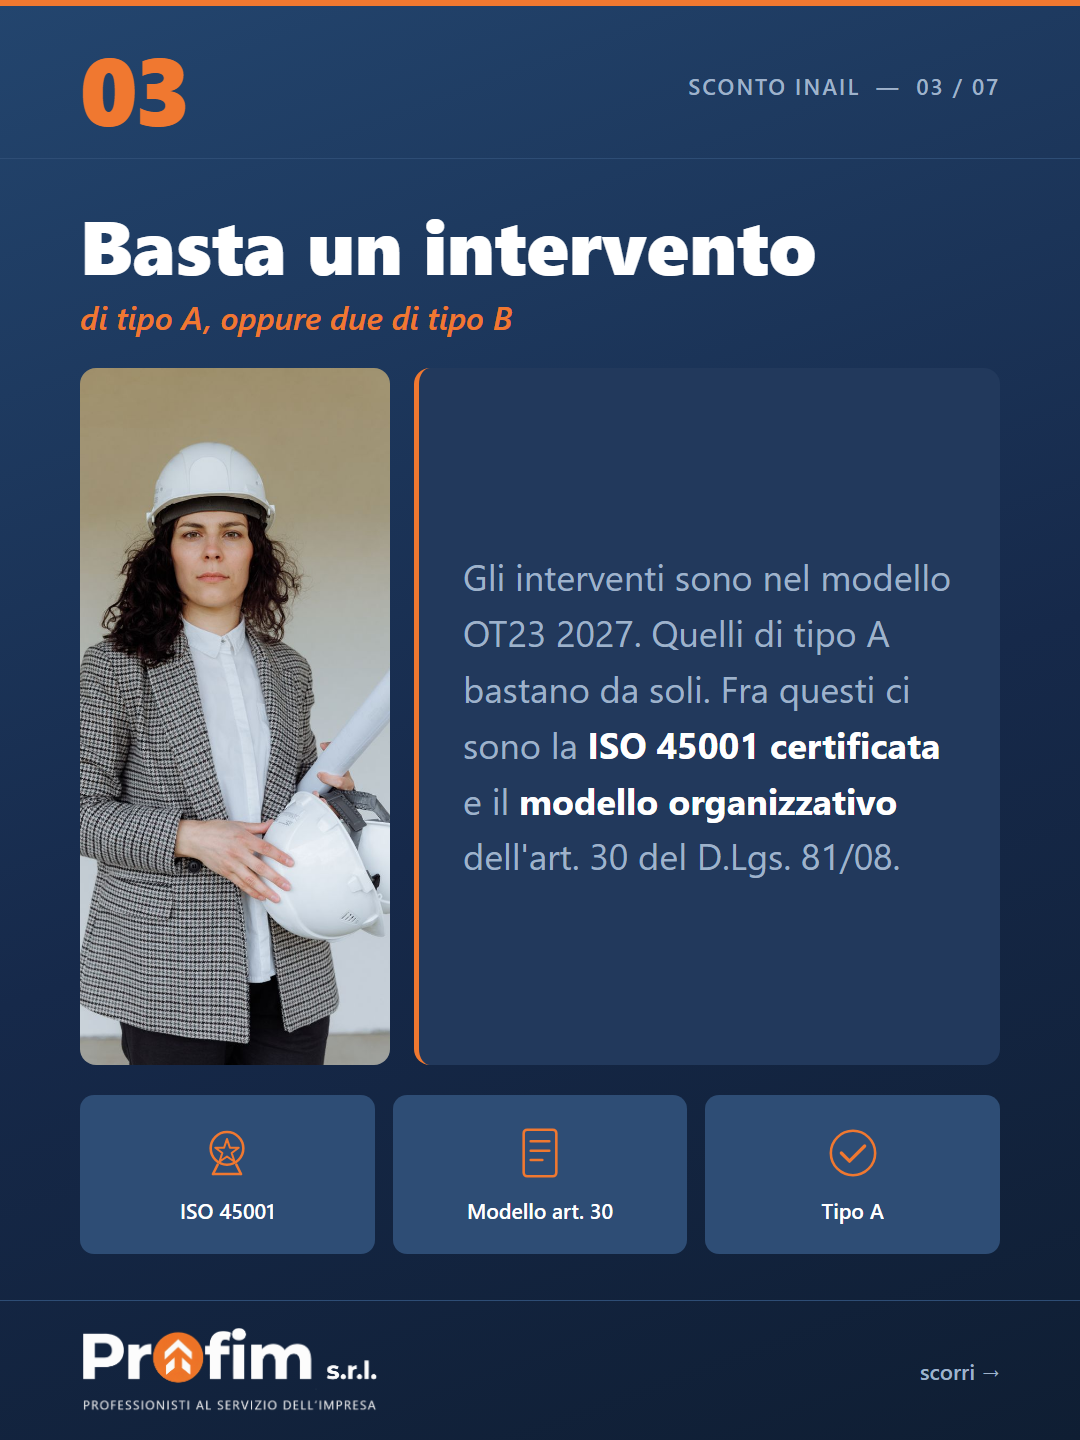 03
SCONTO INAIL — 03 / 07
Basta un intervento
di tipo A, oppure due di tipo B
Gli interventi sono nel modello
OT23 2027. Quelli di tipo A
bastano da soli. Fra questi ci
sono la ISO 45001 certificata
e il modello organizzativo
dell'art. 30 del D.Lgs. 81/08.
ISO 45001
Modello art. 30
Tipo A
Profim s.r.l.
PROFESSIONISTI AL SERVIZIO DELL'IMPRESA
scorri →